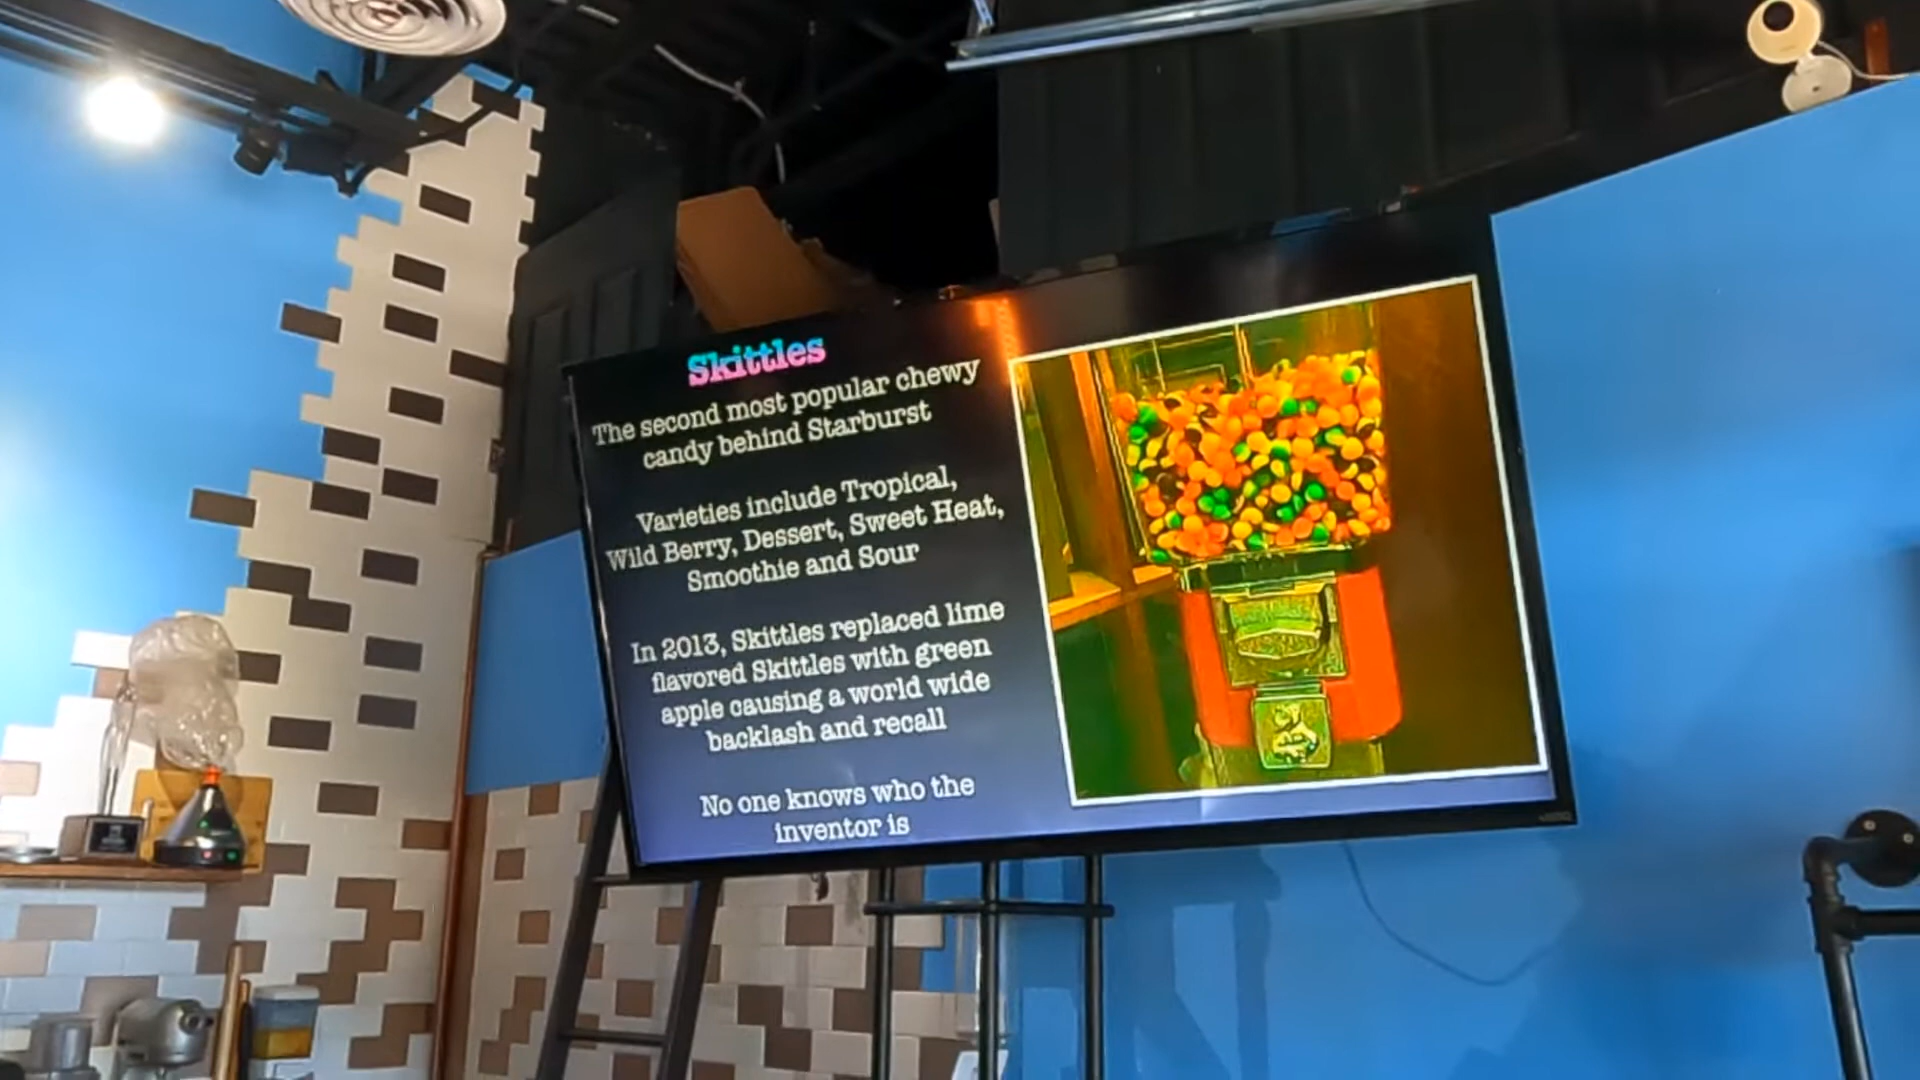 Skittles
The second most popular chewy
candy behind Starburst
Varieties include Tropical,
Wild Berry, Dessert, Sweet Heat,
Smoothie and Sour
In 2013, Skittles replaced lime
flavored Skittles with green
apple causing a world wide
backlash and recall
No one knows who the
inventor is